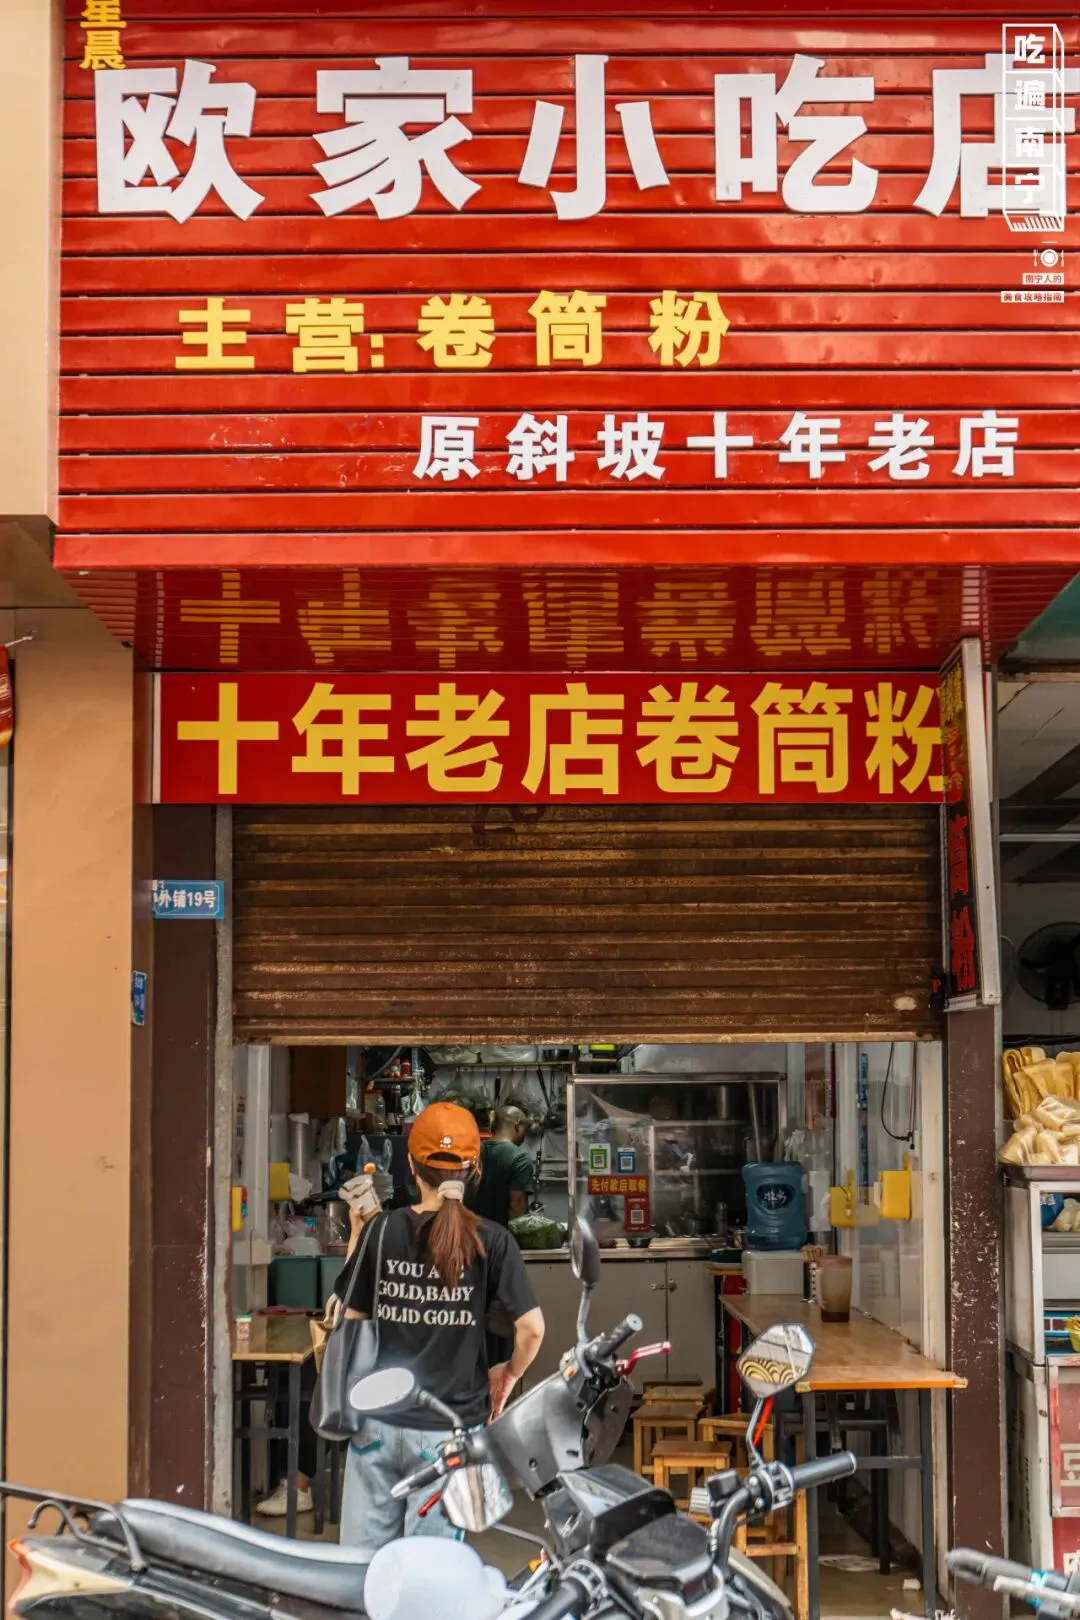 星晨
欧家小吃店
吃遍南宁
南宁人的
美食攻略指南
主营:卷筒粉
原斜坡十年老店
十年老店卷筒粉
外铺19号
先付款后取餐
YOU ARE
GOLD,BABY
SOLID GOLD.